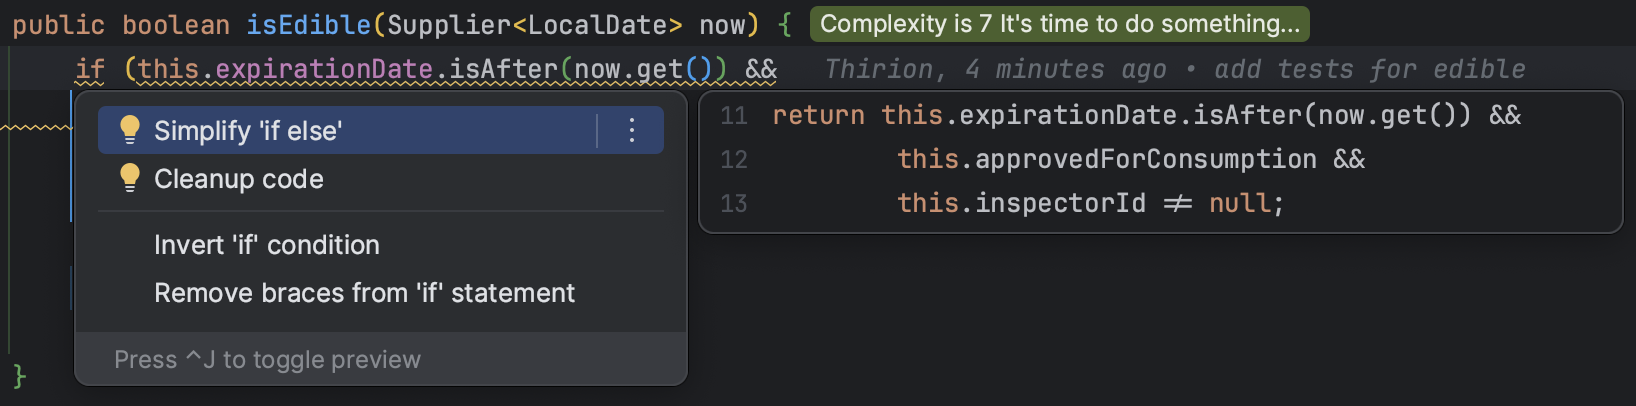 public boolean isEdible(Supplier<LocalDate> now) { Complexity is 7 It's time to do something...
if (this.expirationDate.isAfter(now.get()) && Thirion, 4 minutes ago • add tests for edible
Simplify 'if else'
Cleanup code
Invert 'if' condition
Remove braces from 'if' statement
Press ^J to toggle preview
11 return this.expirationDate.isAfter(now.get()) &&
12 this.approvedForConsumption &&
13 this.inspectorId != null;
}